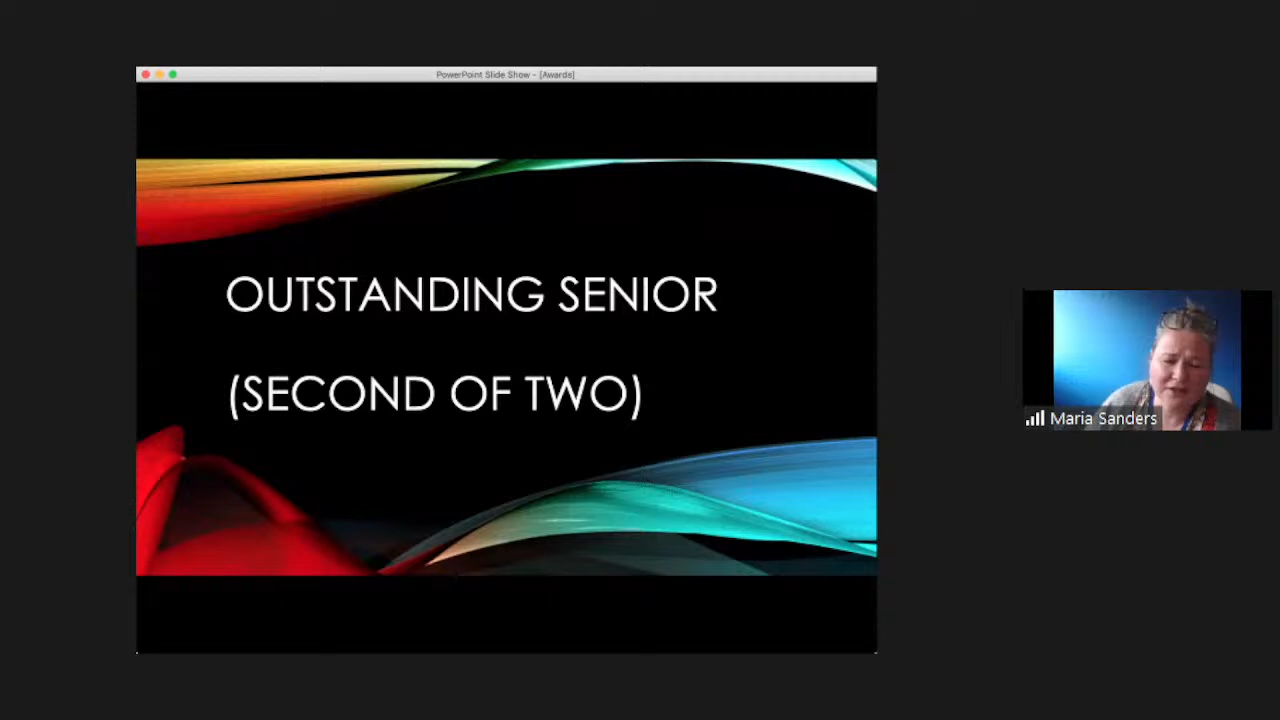 PowerPoint Slide Show - [Awards]
OUTSTANDING SENIOR
(SECOND OF TWO)
Maria Sanders